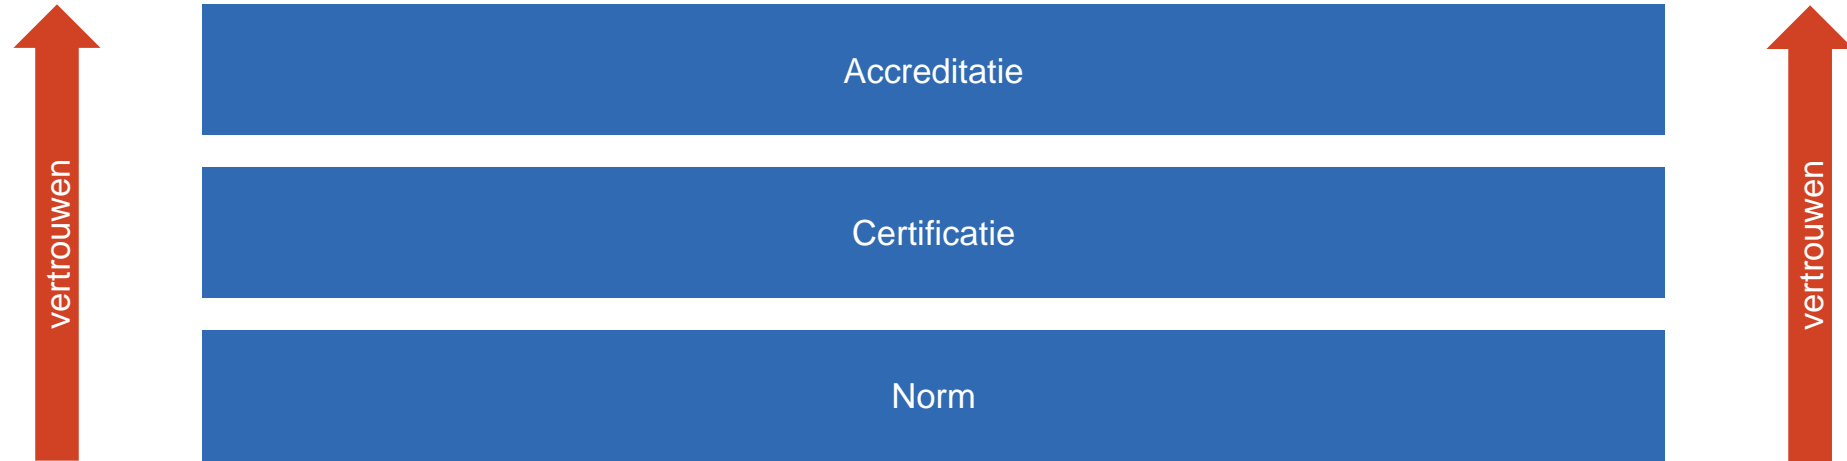 Accreditatie
vertrouwen
Certificatie
vertrouwen
Norm